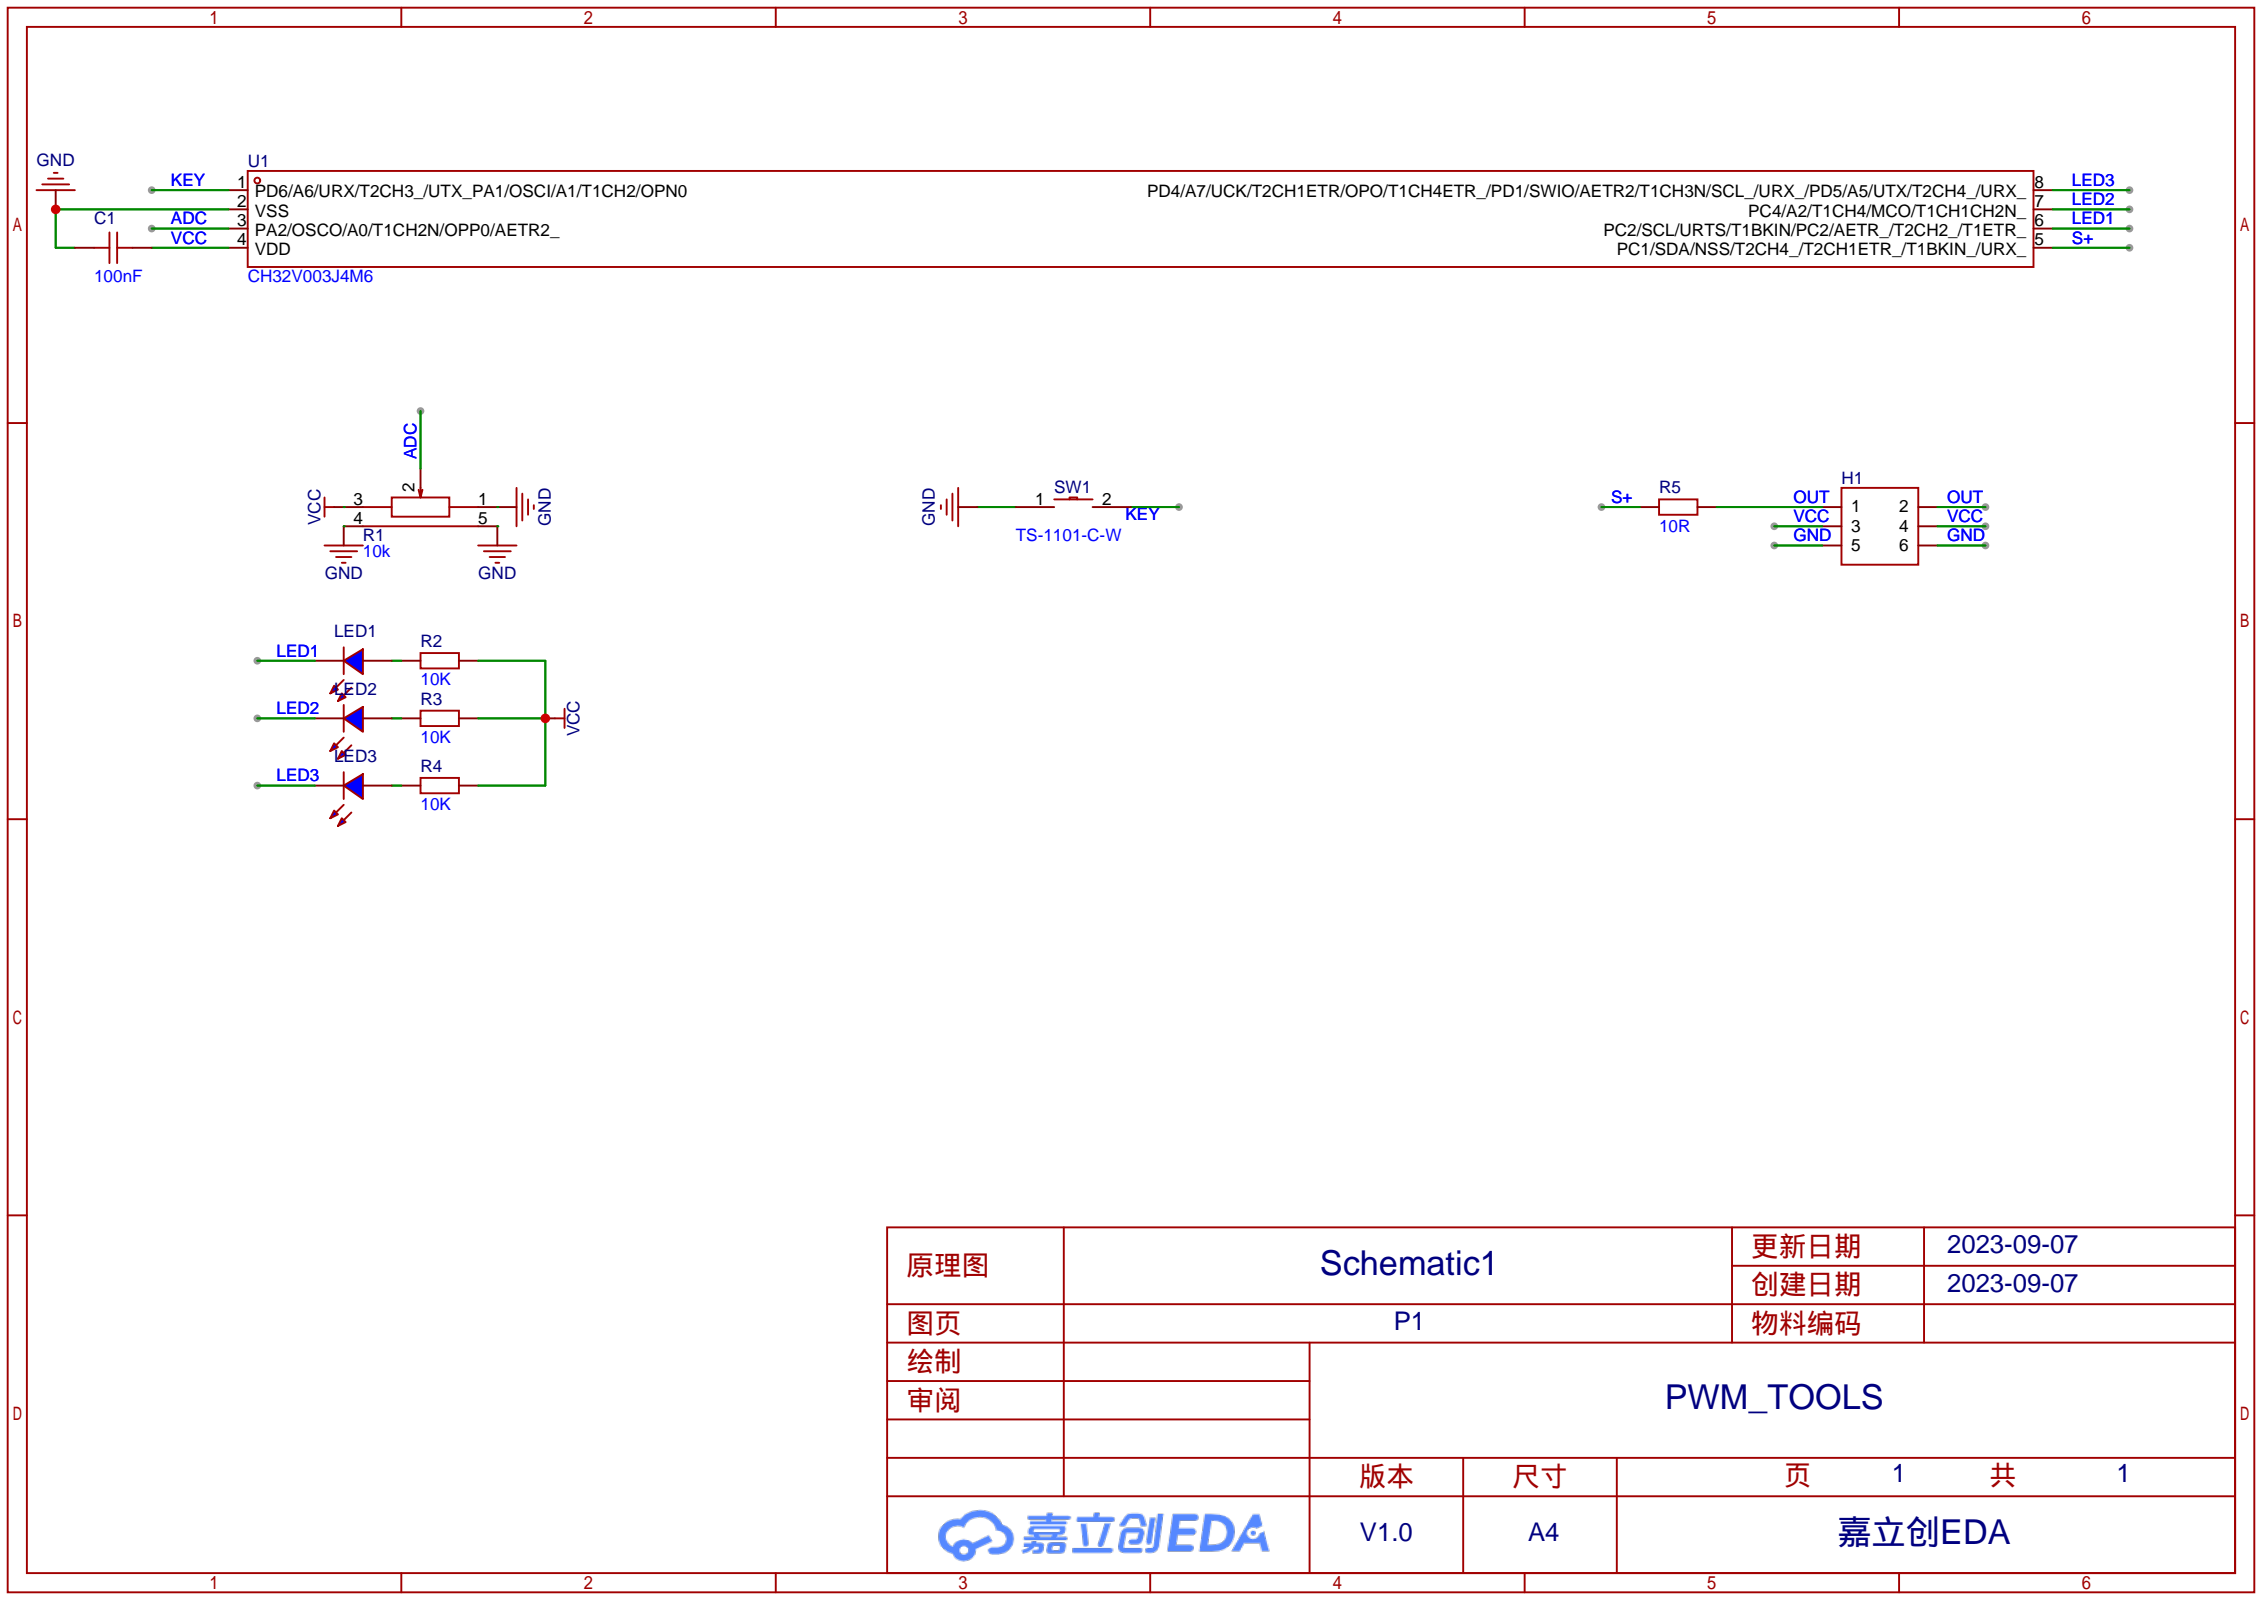 1 2 3 4 5 6
A A
B B
C C
D D
GND
U1
KEY 1 PD6/A6/URX/T2CH3_/UTX_PA1/OSCI/A1/T1CH2/OPN0
2 VSS
C1 ADC 3 PA2/OSCO/A0/T1CH2N/OPP0/AETR2_
VCC 4 VDD
100nF CH32V003J4M6
PD4/A7/UCK/T2CH1ETR/OPO/T1CH4ETR_/PD1/SWIO/AETR2/T1CH3N/SCL_/URX_/PD5/A5/UTX/T2CH4_/URX_ 8 LED3
PC4/A2/T1CH4/MCO/T1CH1CH2N_ 7 LED2
PC2/SCL/URTS/T1BKIN/PC2/AETR_/T2CH2_/T1ETR_ 6 LED1
PC1/SDA/NSS/T2CH4_/T2CH1ETR_/T1BKIN_/URX_ 5 S+
ADC
VCC 3 2 1 GND
4 5
R1
10k
GND GND
GND 1 SW1 2 KEY
TS-1101-C-W
H1
S+ R5 OUT 1 2 OUT
10R VCC 3 4 VCC
GND 5 6 GND
LED1
LED1 R2
10K
LED2
LED2 R3
10K
VCC
LED3
LED3 R4
10K
原理图 Schematic1 更新日期 2023-09-07
创建日期 2023-09-07
图页 P1 物料编码
绘制
审阅
PWM_TOOLS
版本 尺寸 页 1 共 1
嘉立创EDA V1.0 A4 嘉立创EDA
1 2 3 4 5 6